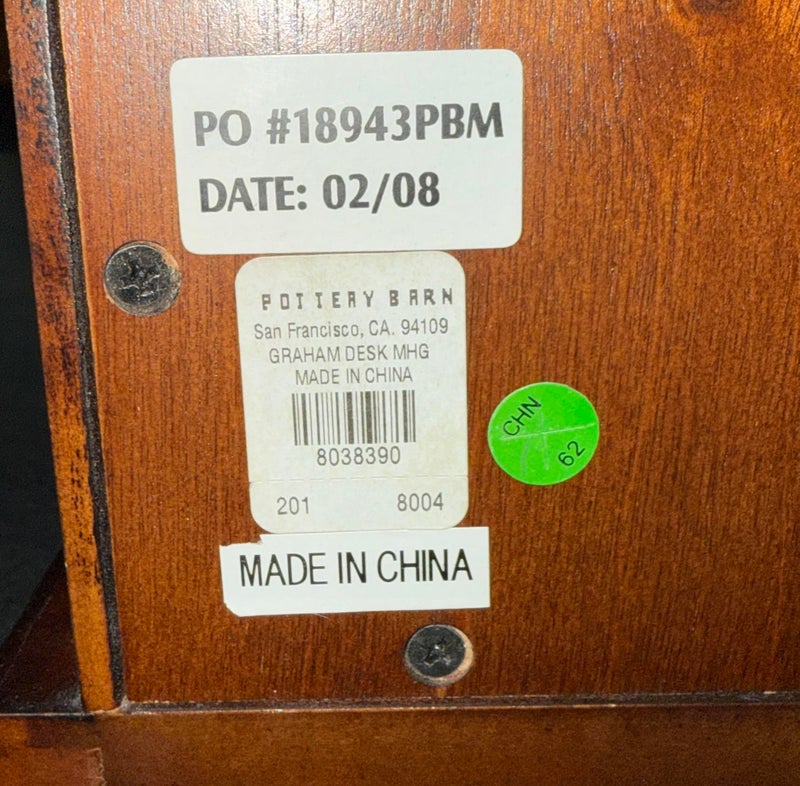 PO #18943PBM
DATE: 02/08
POTTERY BARN
San Francisco, CA. 94109
GRAHAM DESK MHG
MADE IN CHINA
8038390
201 8004
CHN
62
MADE IN CHINA